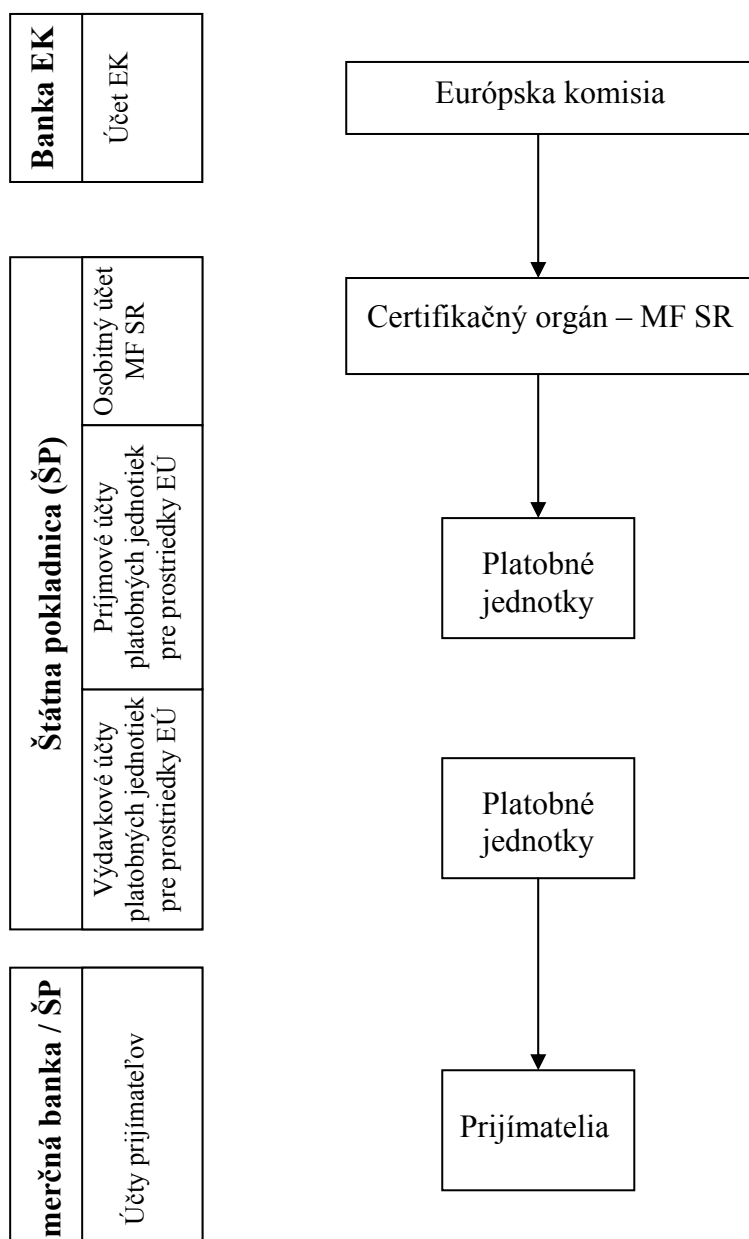 Banka EK
Účet EK
Európska komisia
Štátna pokladnica (ŠP)
Osobitný účet
MF SR
Certifikačný orgán – MF SR
Príjmové účty
platobných jednotiek
pre prostriedky EÚ
Platobné
jednotky
Výdavkové účty
platobných jednotiek
pre prostriedky EÚ
Platobné
jednotky
merčná banka / ŠP
Účty prijímateľov
Prijímatelia